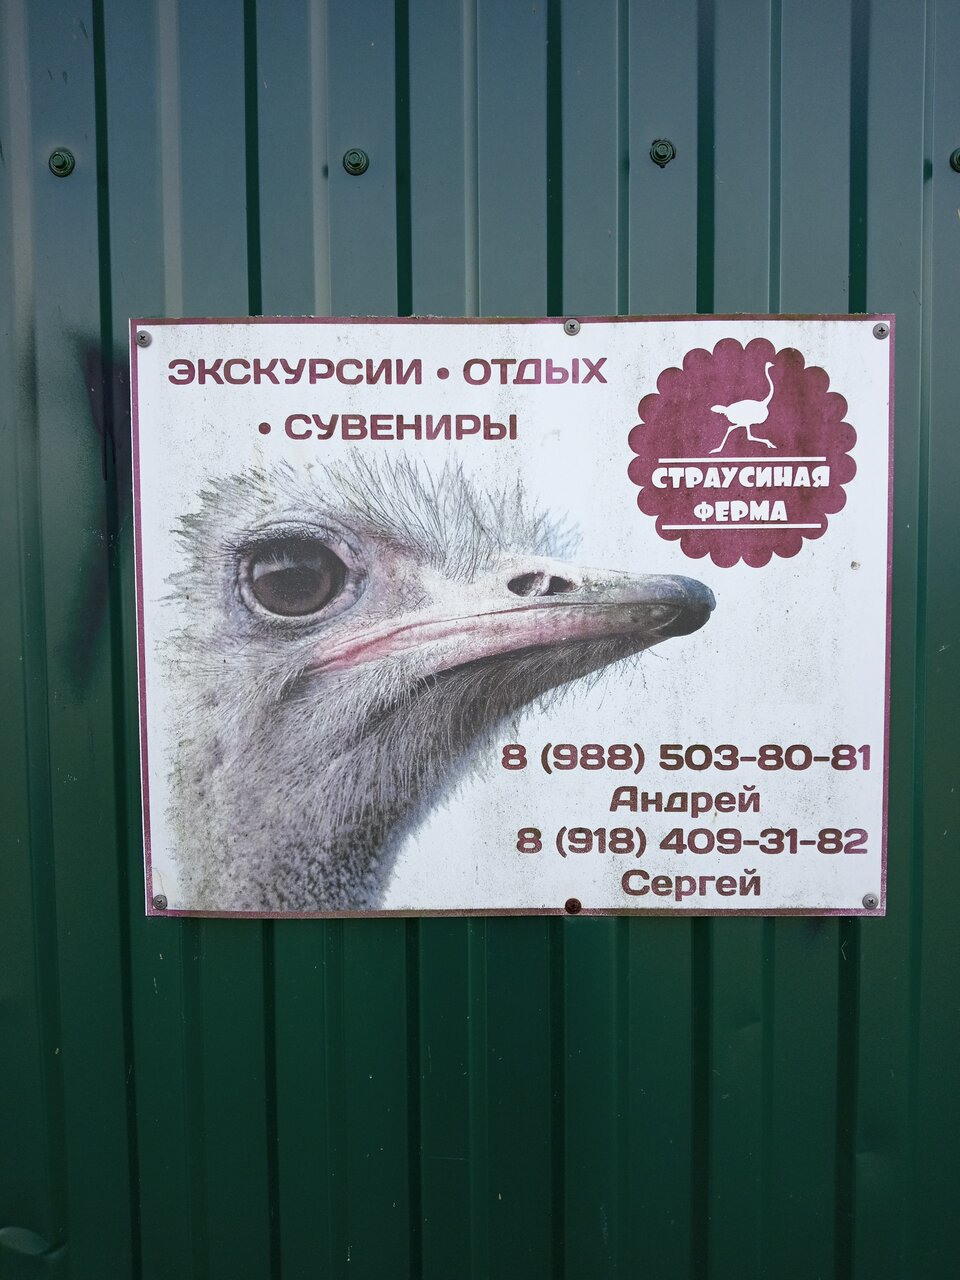 ЭКСКУРСИИ • ОТДЫХ
• СУВЕНИРЫ
СТРАУСИНАЯ
ФЕРМА
8 (988) 503-80-81
Андрей
8 (918) 409-31-82
Сергей